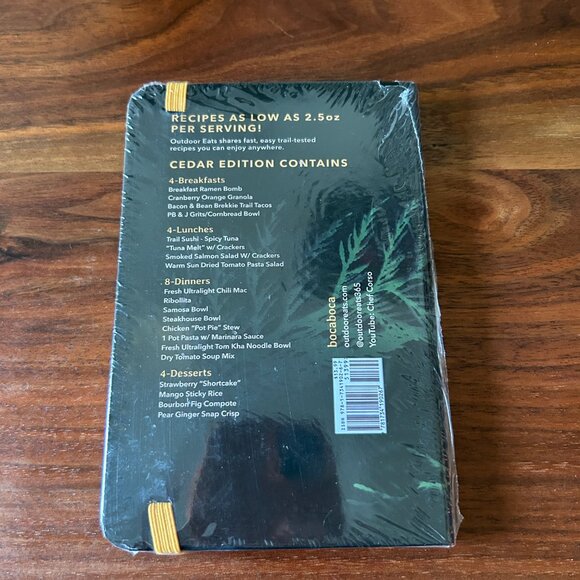 RECIPES AS LOW AS 2.5oz
PER SERVING!
Outdoor Eats shares fast, easy trail-tested
recipes you can enjoy anywhere.
CEDAR EDITION CONTAINS
4-Breakfasts
Breakfast Ramen Bomb
Cranberry Orange Granola
Bacon & Bean Brekkie Trail Tacos
PB & J Grits/Cornbread Bowl
4-Lunches
Trail Sushi - Spicy Tuna
"Tuna Melt" w/ Crackers
Smoked Salmon Salad W/ Crackers
Warm Sun Dried Tomato Pasta Salad
8-Dinners
Fresh Ultralight Chili Mac
Ribollita
Samosa Bowl
Steakhouse Bowl
Chicken "Pot Pie" Stew
1 Pot Pasta w/ Marinara Sauce
Fresh Ultralight Tom Kha Noodle Bowl
Dry Tomato Soup Mix
4-Desserts
Strawberry "Shortcake"
Mango Sticky Rice
Bourbon Fig Compote
Pear Ginger Snap Crisp
bocaboca
outdooreats.com
@outdooreats365
YouTube: Chef Corso
51399